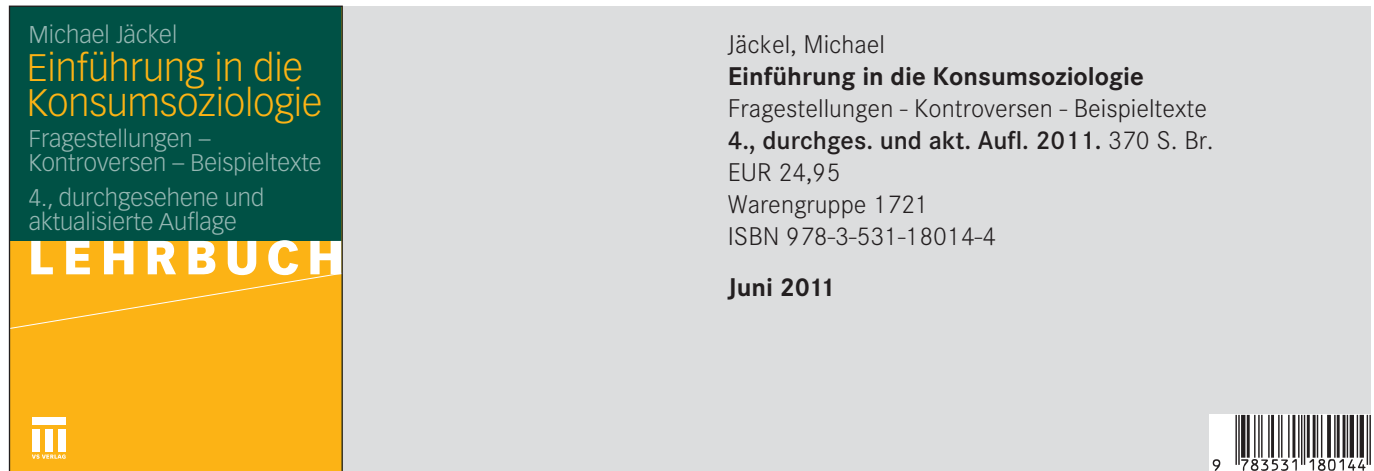 Michael Jäckel
Einführung in die
Konsumsoziologie
Fragestellungen –
Kontroversen – Beispieltexte
4., durchgesehene und
aktualisierte Auflage
LEHRBUCH
VS VERLAG
Jäckel, Michael
Einführung in die Konsumsoziologie
Fragestellungen - Kontroversen - Beispieltexte
4., durchges. und akt. Aufl. 2011. 370 S. Br.
EUR 24,95
Warengruppe 1721
ISBN 978-3-531-18014-4
Juni 2011
9 783531 180144